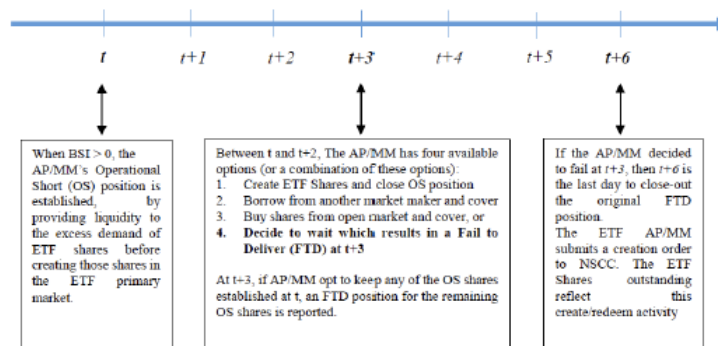 t t+1 t+2 t+3 t+4 t+5 t+6
When BSI > 0, the
AP/MM's Operational
Short (OS) position is
established, by
providing liquidity to
the excess demand of
ETF shares before
creating those shares in
the ETF primary
market.
Between t and t+2, The AP/MM has four available
options (or a combination of these options):
1. Create ETF Shares and close OS position
2. Borrow from another market maker and cover
3. Buy shares from open market and cover, or
4. Decide to wait which results in a Fail to
Deliver (FTD) at t+3
At t+3, if AP/MM opt to keep any of the OS shares
established at t, an FTD position for the remaining
OS shares is reported.
If the AP/MM decided
to fail at t+3, then t+6 is
the last day to close-out
the original FTD
position.
The ETF AP/MM
submits a creation order
to NSCC. The ETF
Shares outstanding
reflect this
create/redeem activity